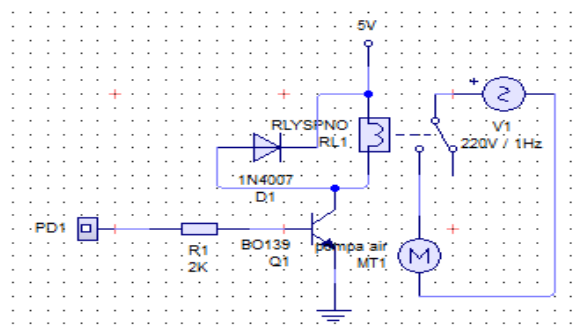 5V
RLYSPNO
RL1
V1
220V / 1Hz
1N4007
D1
PD1
R1
2K
BO139
Q1
pompa air
MT1
M